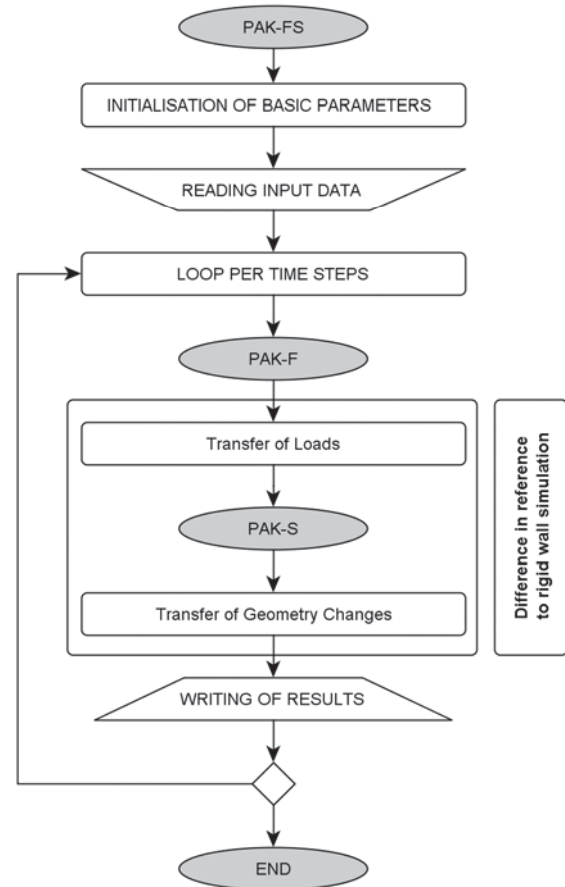 PAK-FS
INITIALISATION OF BASIC PARAMETERS
READING INPUT DATA
LOOP PER TIME STEPS
PAK-F
Transfer of Loads
PAK-S
Transfer of Geometry Changes
Difference in reference
to rigid wall simulation
WRITING OF RESULTS
END